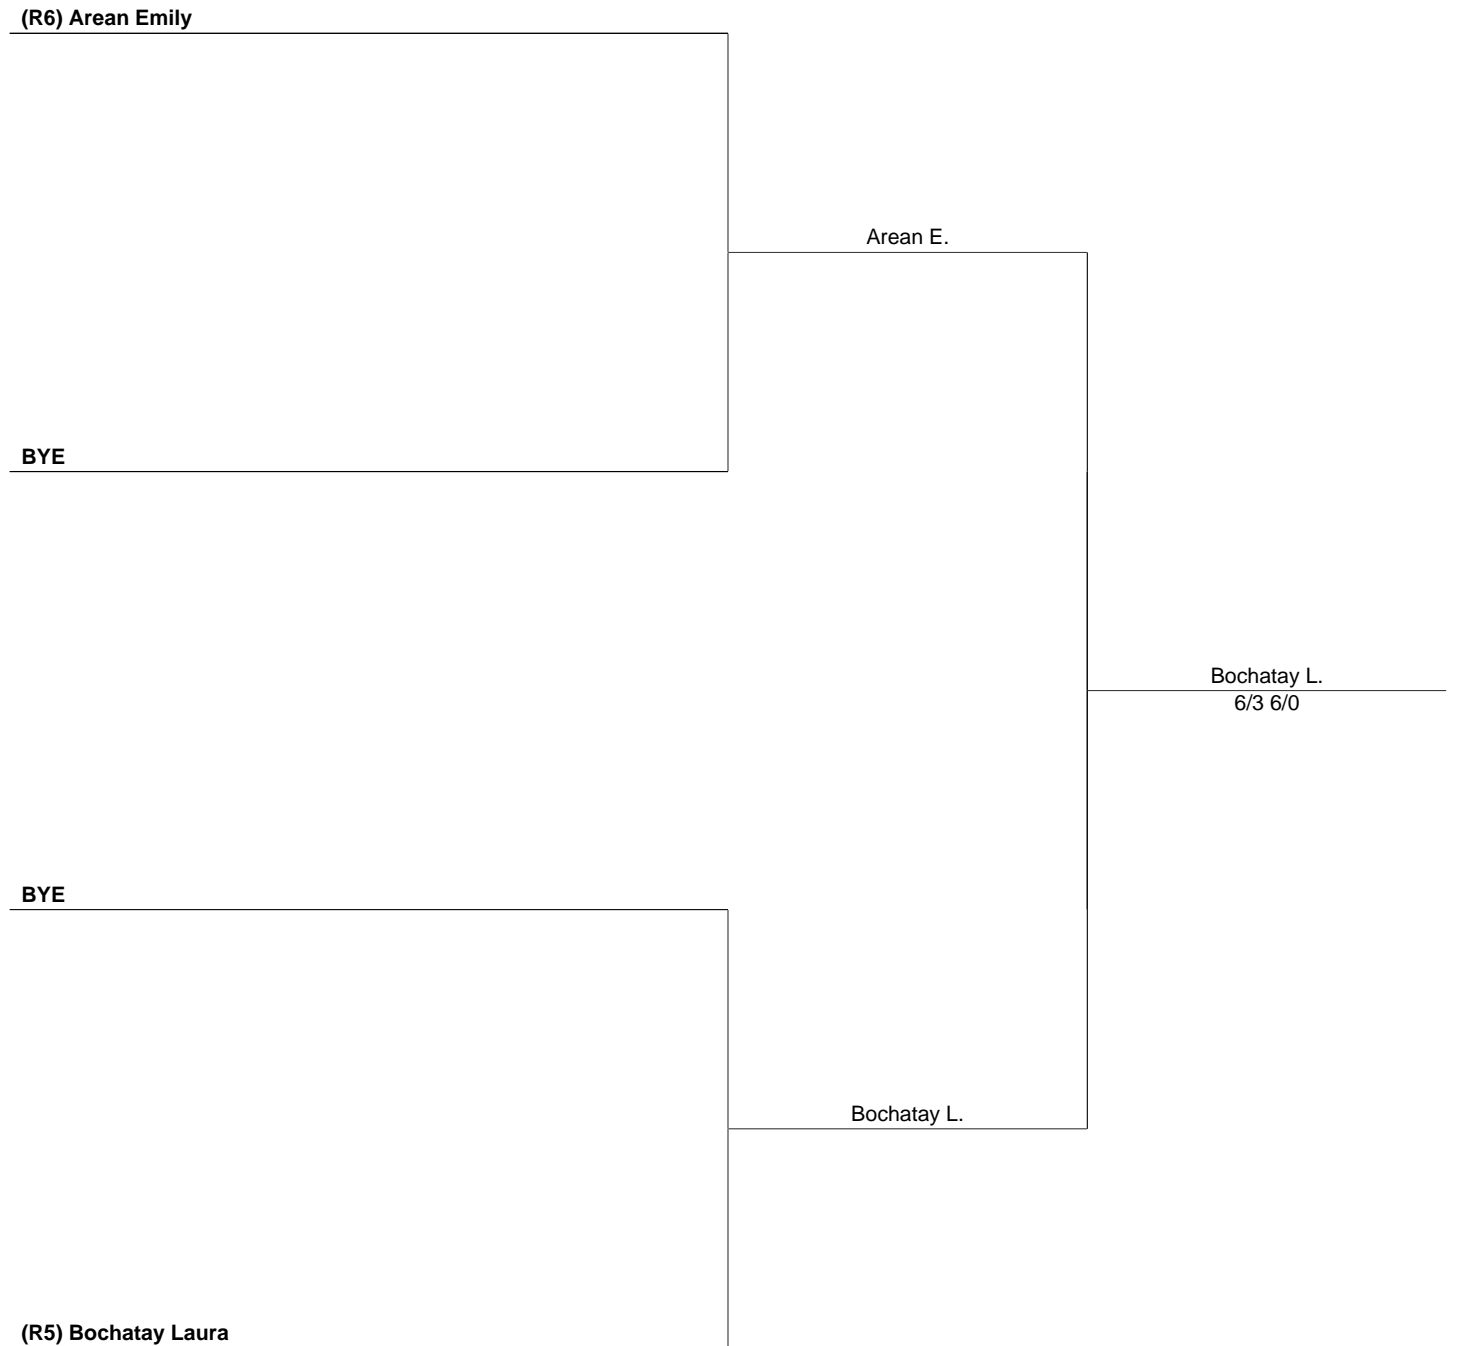 (R6) Arean Emily
Arean E.
BYE
Bochatay L.
6/3 6/0
BYE
Bochatay L.
(R5) Bochatay Laura